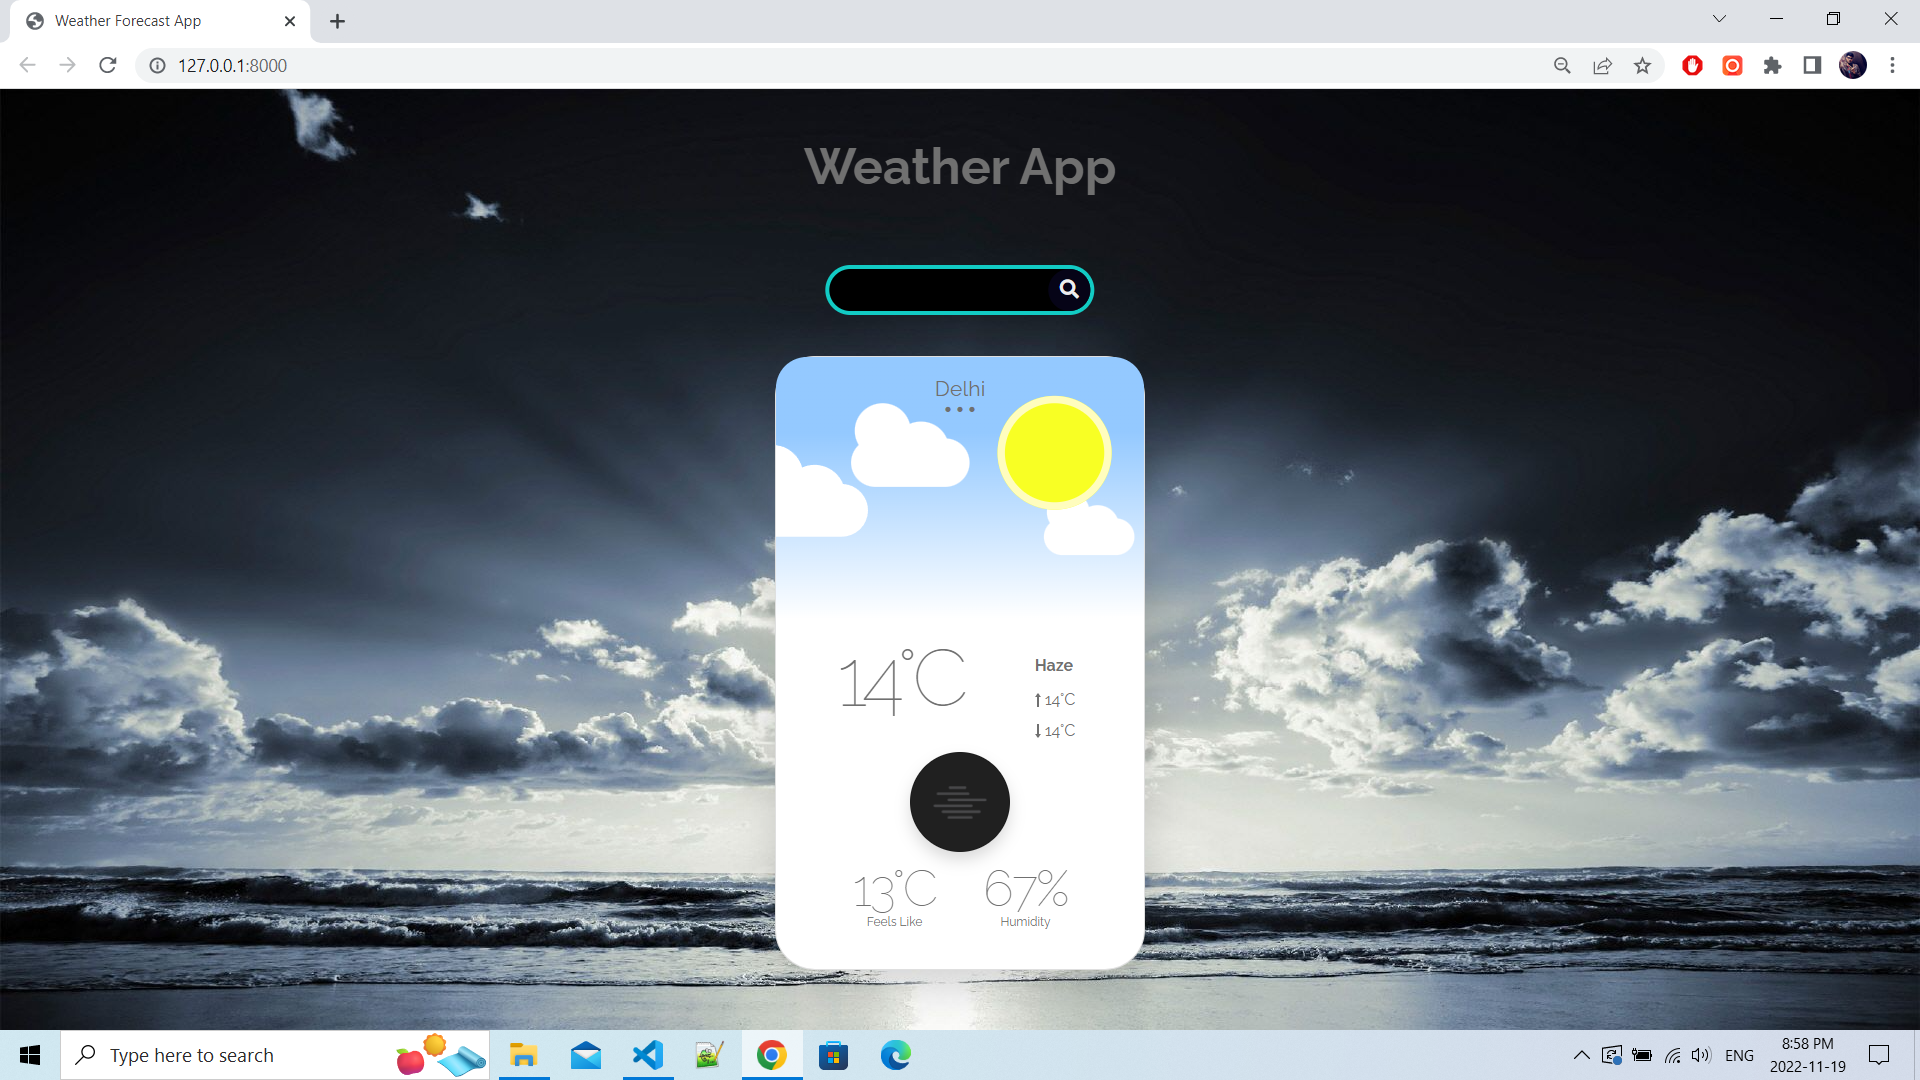 Weather Forecast App
127.0.0.1:8000
Weather App
Delhi
14°C
Haze
14°C
14°C
13°C
Feels Like
67%
Humidity
Type here to search
ENG
8:58 PM
2022-11-19